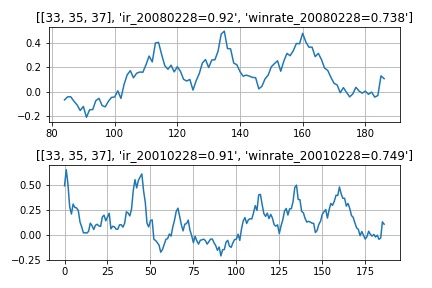 [[33, 35, 37], 'ir_20080228=0.92', 'winrate_20080228=0.738']
0.4
0.2
0.0
−0.2
80 100 120 140 160 180
[[33, 35, 37], 'ir_20010228=0.91', 'winrate_20010228=0.749']
0.50
0.25
0.00
−0.25
0 25 50 75 100 125 150 175